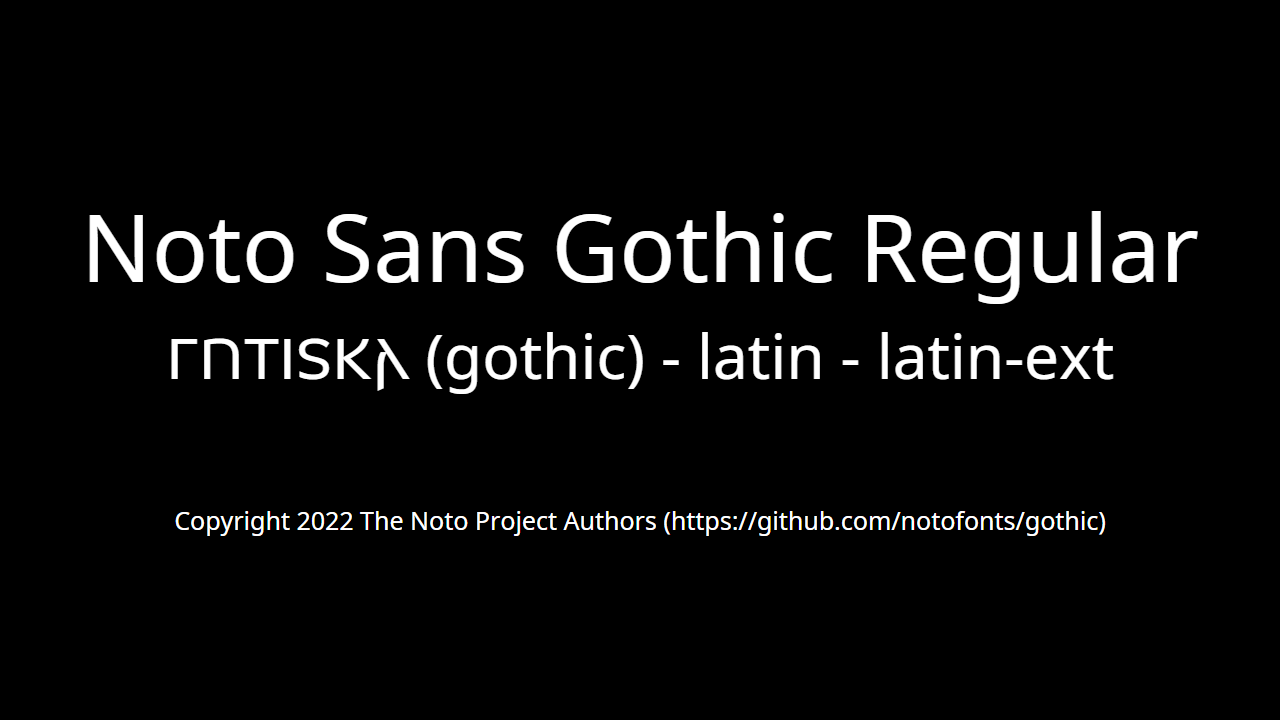 Noto Sans Gothic Regular
𐌲𐌿𐍄𐌹𐍃𐌺𐌰 (gothic) - latin - latin-ext
Copyright 2022 The Noto Project Authors (https://github.com/notofonts/gothic)